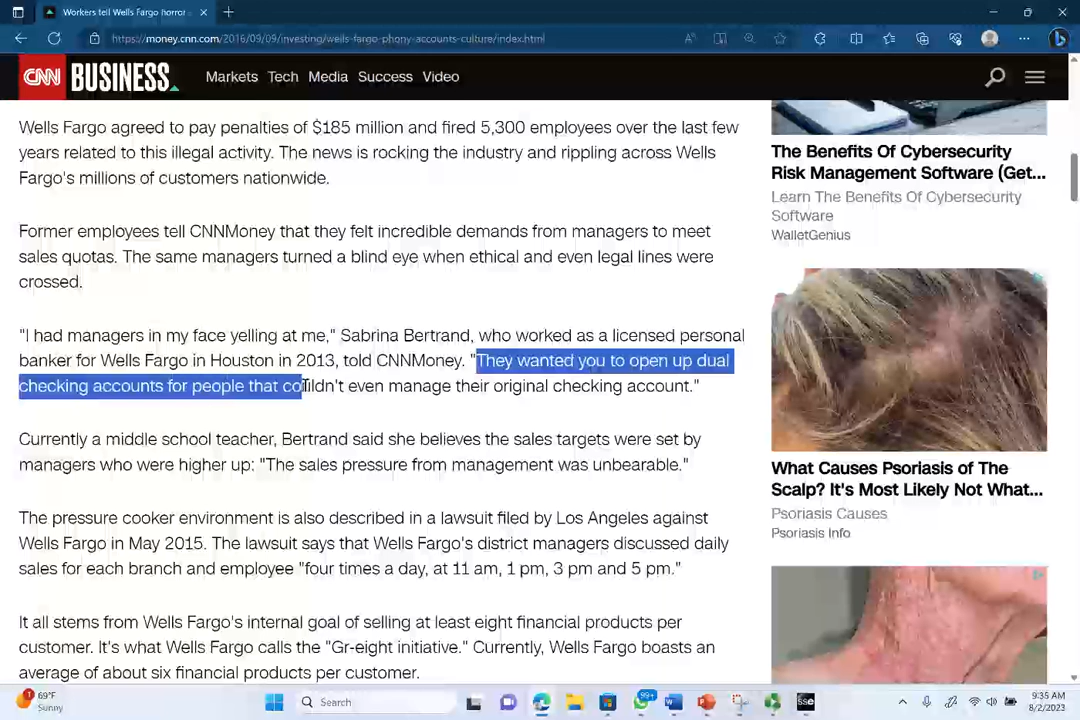 Workers tell Wells Fargo horror
https://money.cnn.com/2016/09/09/investing/wells-fargo-phony-accounts-culture/index.html
CNN BUSINESS
Markets Tech Media Success Video
Wells Fargo agreed to pay penalties of $185 million and fired 5,300 employees over the last few
years related to this illegal activity. The news is rocking the industry and rippling across Wells
Fargo's millions of customers nationwide.
Former employees tell CNNMoney that they felt incredible demands from managers to meet
sales quotas. The same managers turned a blind eye when ethical and even legal lines were
crossed.
"I had managers in my face yelling at me," Sabrina Bertrand, who worked as a licensed personal
banker for Wells Fargo in Houston in 2013, told CNNMoney. "They wanted you to open up dual
checking accounts for people that couldn't even manage their original checking account."
Currently a middle school teacher, Bertrand said she believes the sales targets were set by
managers who were higher up: "The sales pressure from management was unbearable."
The pressure cooker environment is also described in a lawsuit filed by Los Angeles against
Wells Fargo in May 2015. The lawsuit says that Wells Fargo's district managers discussed daily
sales for each branch and employee "four times a day, at 11 am, 1 pm, 3 pm and 5 pm."
It all stems from Wells Fargo's internal goal of selling at least eight financial products per
customer. It's what Wells Fargo calls the "Gr-eight initiative." Currently, Wells Fargo boasts an
average of about six financial products per customer.
The Benefits Of Cybersecurity
Risk Management Software (Get...
Learn The Benefits Of Cybersecurity
Software
WalletGenius
What Causes Psoriasis of The
Scalp? It's Most Likely Not What...
Psoriasis Causes
Psoriasis Info
1
69°F
Sunny
Search
99+
sse
9:35 AM
8/2/2023